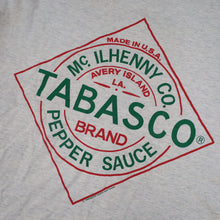 MADE IN U.S.A.
Mc. ILHENNY CO.
AVERY ISLAND
LA.
TABASCO®
BRAND
PEPPER SAUCE